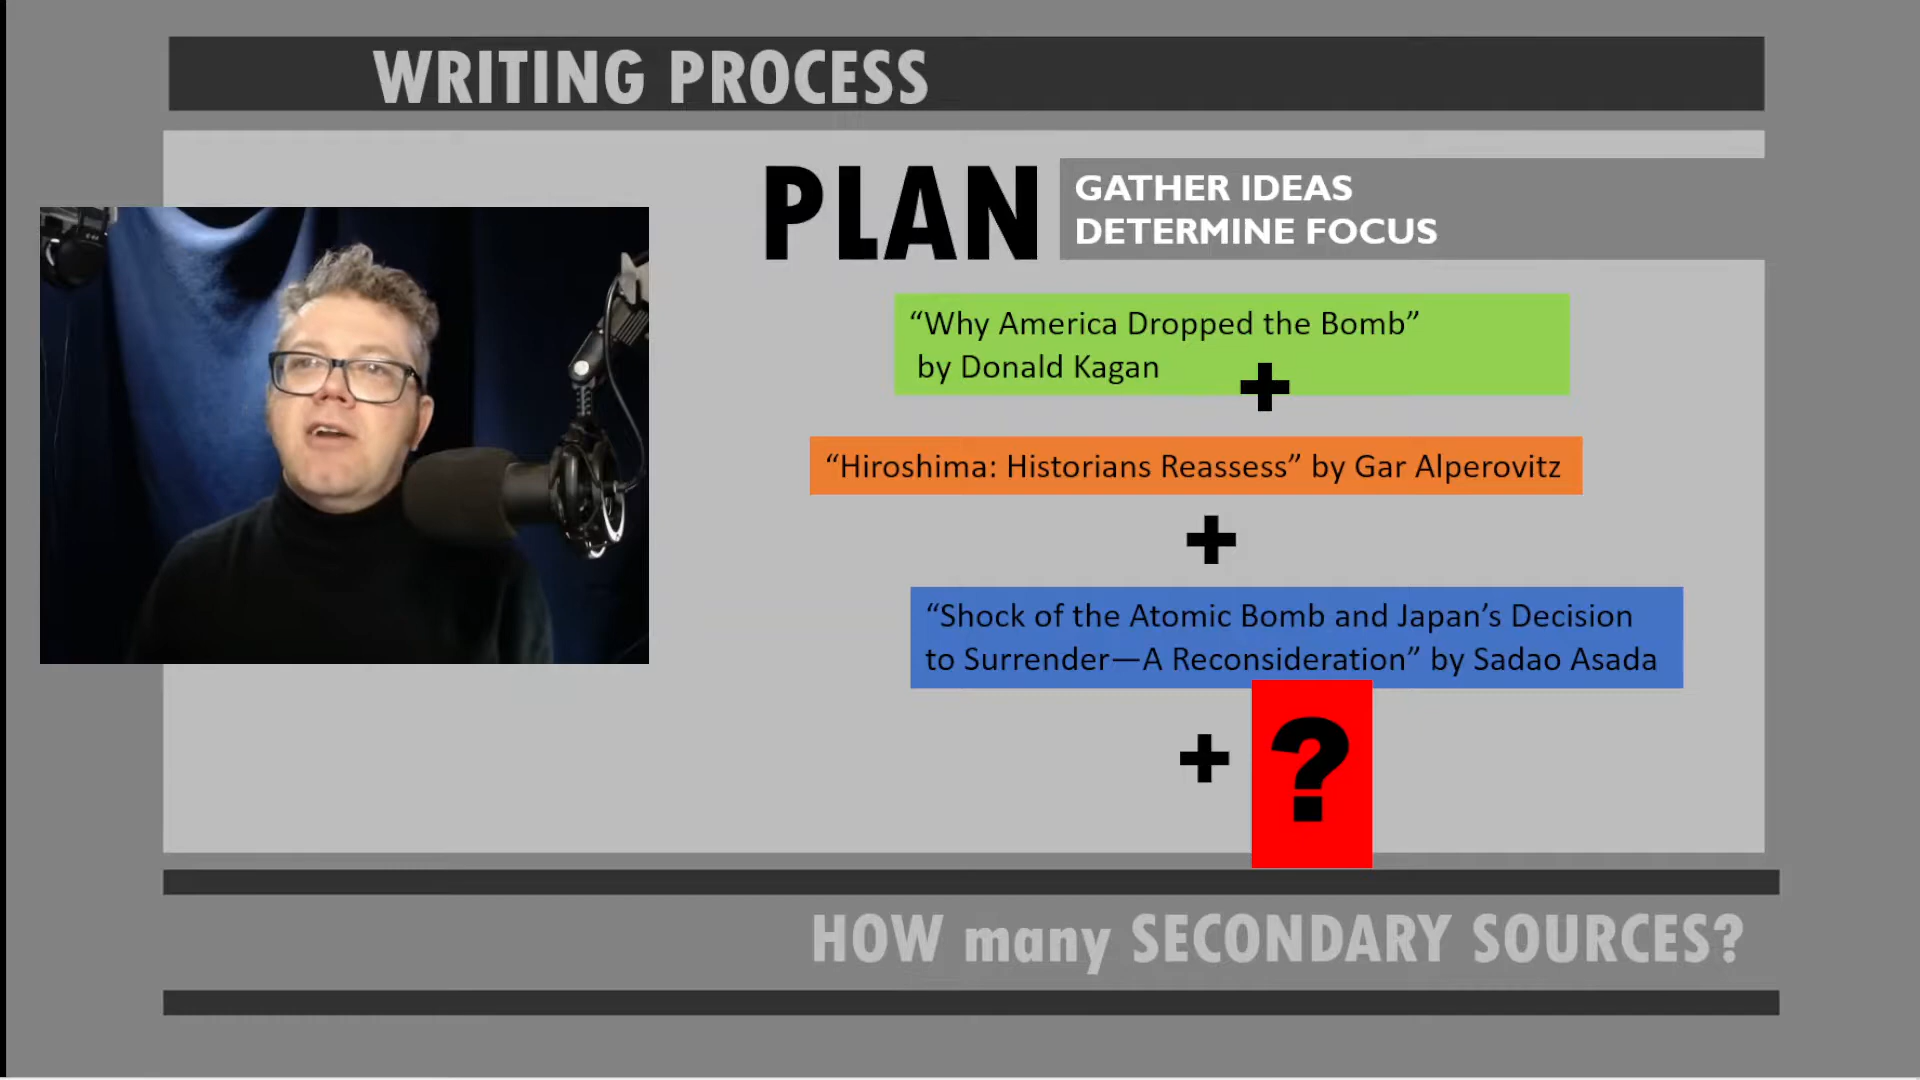 WRITING PROCESS
PLAN
GATHER IDEAS
DETERMINE FOCUS
“Why America Dropped the Bomb”
by Donald Kagan
+
“Hiroshima: Historians Reassess” by Gar Alperovitz
+
“Shock of the Atomic Bomb and Japan’s Decision
to Surrender—A Reconsideration” by Sadao Asada
+ ?
HOW many SECONDARY SOURCES?